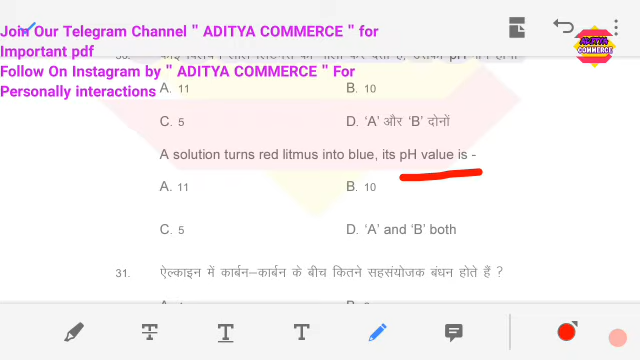 Join Our Telegram Channel " ADITYA COMMERCE " for
Important pdf
Follow On Instagram by " ADITYA COMMERCE " For
Personally interactions
ADITYA COMMERCE
A. 11 B. 10
C. 5 D. 'A' और 'B' दोनों
A solution turns red litmus into blue, its pH value is -
A. 11 B. 10
C. 5 D. 'A' and 'B' both
31. ऐल्काइन में कार्बन–कार्बन के बीच कितने सहसंयोजक बंधन होते हैं ?
T T T